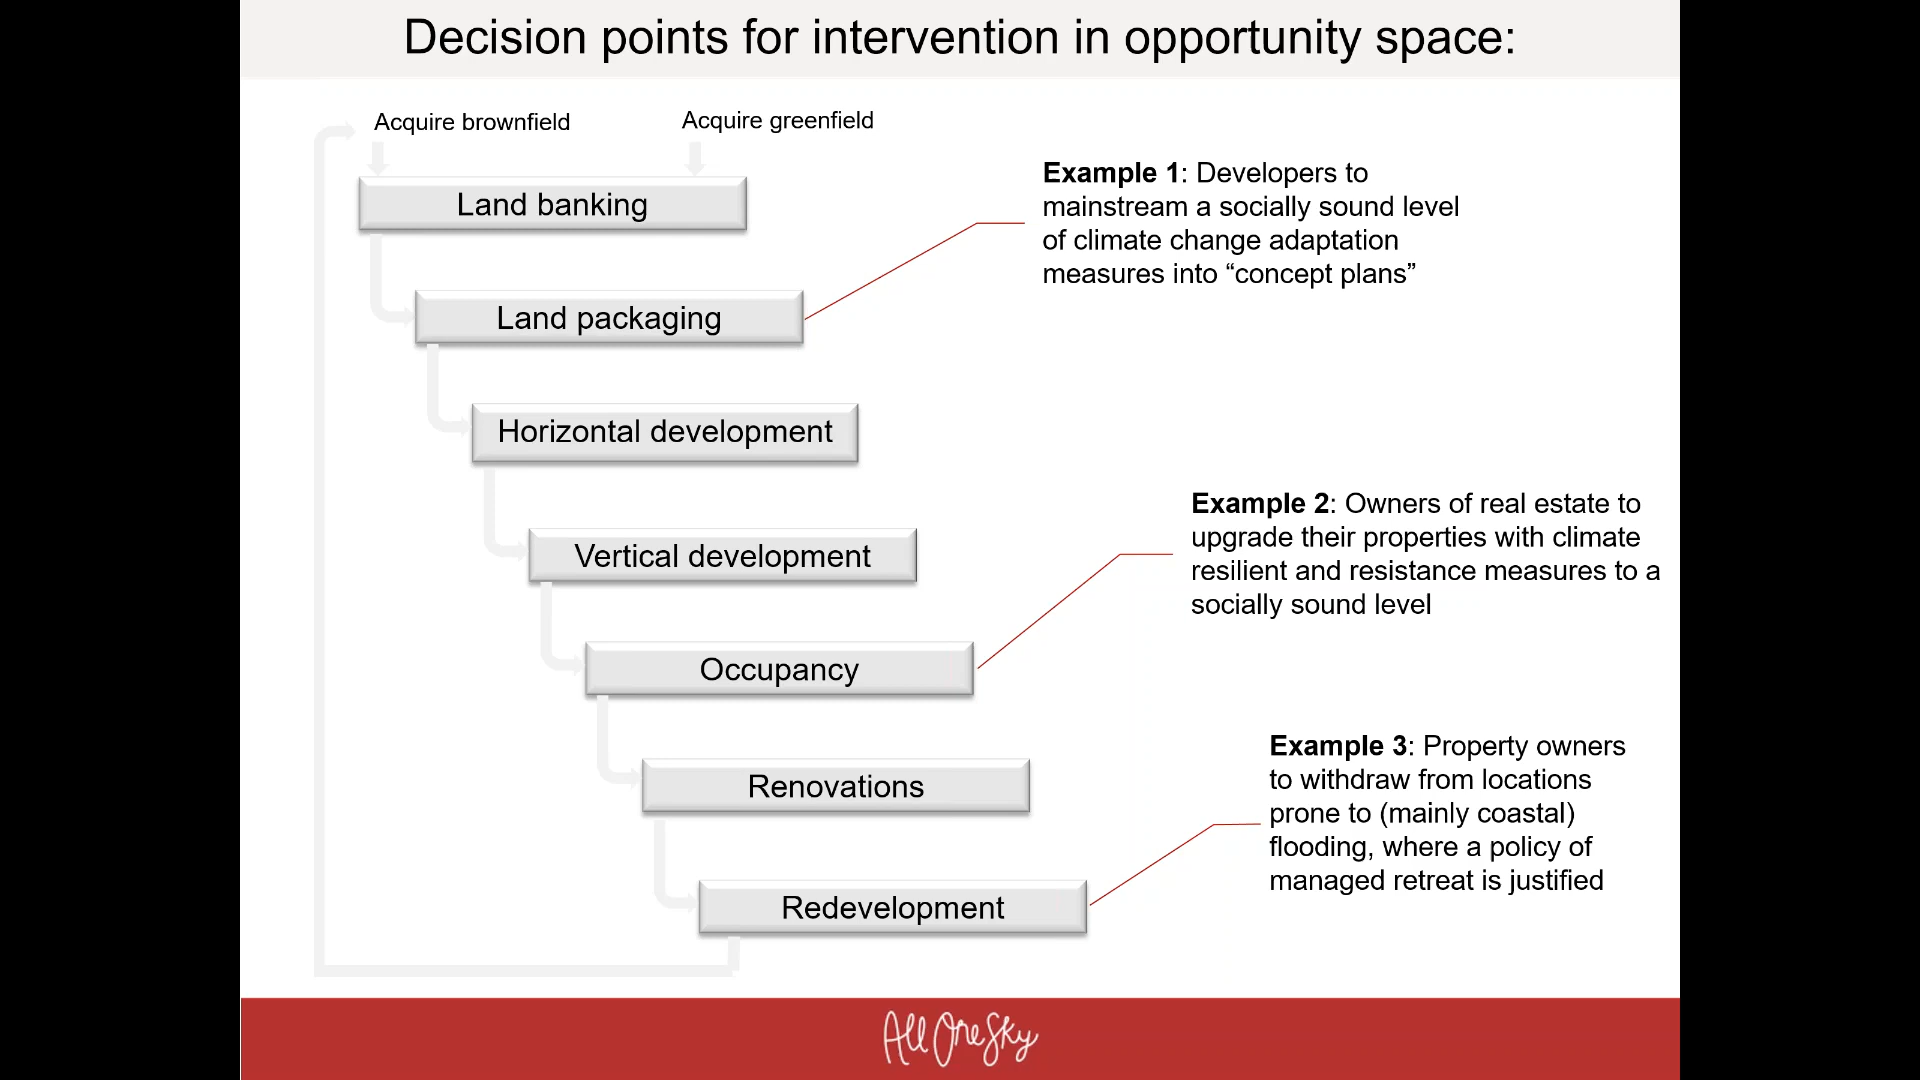 Decision points for intervention in opportunity space:
Acquire brownfield
Acquire greenfield
Land banking
Example 1: Developers to
mainstream a socially sound level
of climate change adaptation
measures into “concept plans”
Land packaging
Horizontal development
Example 2: Owners of real estate to
upgrade their properties with climate
resilient and resistance measures to a
socially sound level
Vertical development
Occupancy
Example 3: Property owners
to withdraw from locations
prone to (mainly coastal)
flooding, where a policy of
managed retreat is justified
Renovations
Redevelopment
All One Sky